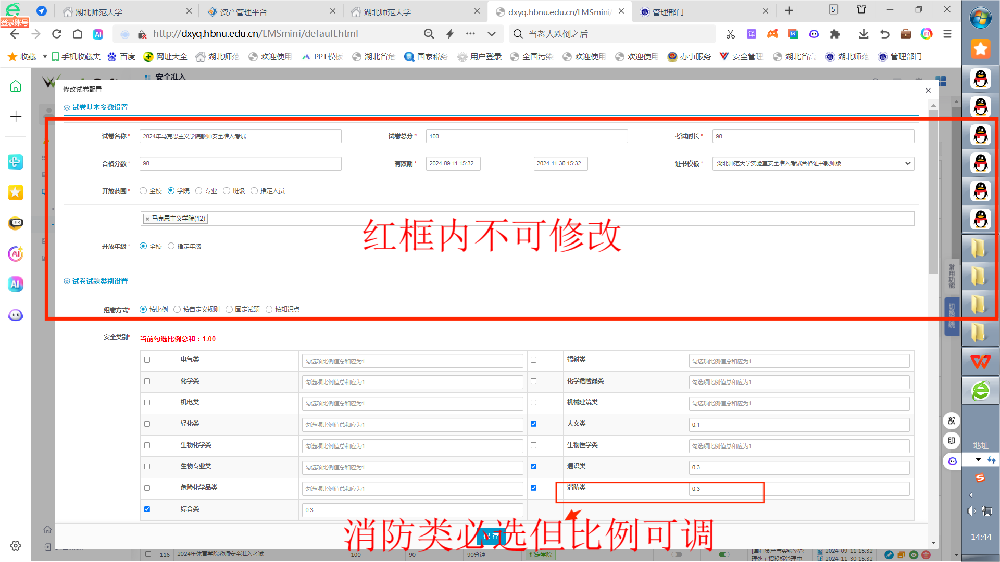 湖北师范大学
资产管理平台
湖北师范大学
dxyq.hbnu.edu.cn/LMSmini/
管理部门
5
登录账号
http://dxyq.hbnu.edu.cn/LMSmini/default.html
当老人跌倒之后
收藏 手机收藏夹 百度 网址大全 湖北师范 欢迎使用 PPT模板 湖北省危 国家税务 用户登录 全国污染 欢迎使用 欢迎使用 办事服务 安全管理 湖北省高 湖北师范 管理部门
安全准入
修改试卷配置
试卷基本参数设置
试卷名称* 2024年马克思主义学院教师安全准入考试 试卷总分* 100 考试时长* 90
合格分数* 90 有效期* 2024-09-11 15:32 2024-11-30 15:32 证书模板* 湖北师范大学实验室安全准入考试合格证书教师版
开放范围* 全校 学院 专业 班级 指定人员
× 马克思主义学院(12)
红框内不可修改
开放年级* 全校 指定年级
常用功能
试卷试题类别设置
切换系统
组卷方式* 按比例 按自定义规则 固定试题 按知识点
安全类别* 当前勾选比例总和：1.00
电气类 勾选项比例值总和应为1 辐射类 勾选项比例值总和应为1
化学类 勾选项比例值总和应为1 化学危险品类 勾选项比例值总和应为1
机电类 勾选项比例值总和应为1 机械建筑类 勾选项比例值总和应为1
轻化类 勾选项比例值总和应为1 人文类 0.1
生物化学类 勾选项比例值总和应为1 生物医学类 勾选项比例值总和应为1
生物专业类 勾选项比例值总和应为1 通识类 0.3
危险化学品类 勾选项比例值总和应为1 消防类 0.3
综合类 0.3
消防类必选但比例可调
保存
116 2024年体育学院教师安全准入考试 100 90 90分钟 指定学院 [国有资产与实验室管 起 2024-09-11 15:32
理处（招投标管理中 止 2024-11-30 15:32
地址
14:44